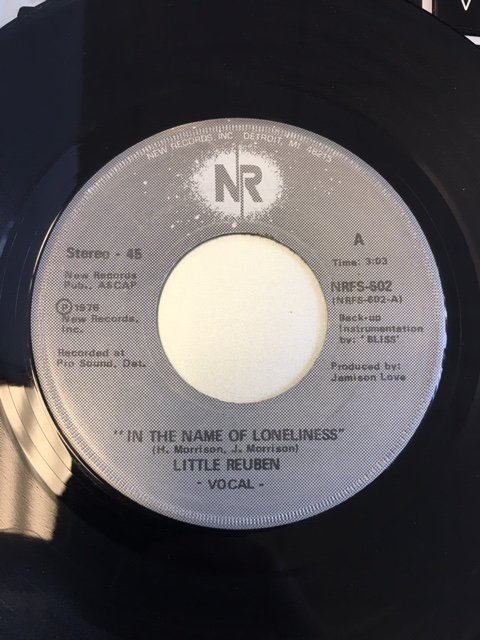 NEW RECORDS INC. DETROIT, MI. 48215
NR
Stereo - 45
New Records
Pub., ASCAP
Ⓟ 1976
New Records,
Inc.
Recorded at
Pro Sound, Det.
A
Time: 3:03
NRFS-602
(NRFS-602-A)
Back-up
Instrumentation
by: "BLISS"
Produced by:
Jamison Love
"IN THE NAME OF LONELINESS"
(H. Morrison, J. Morrison)
LITTLE REUBEN
- VOCAL -
V